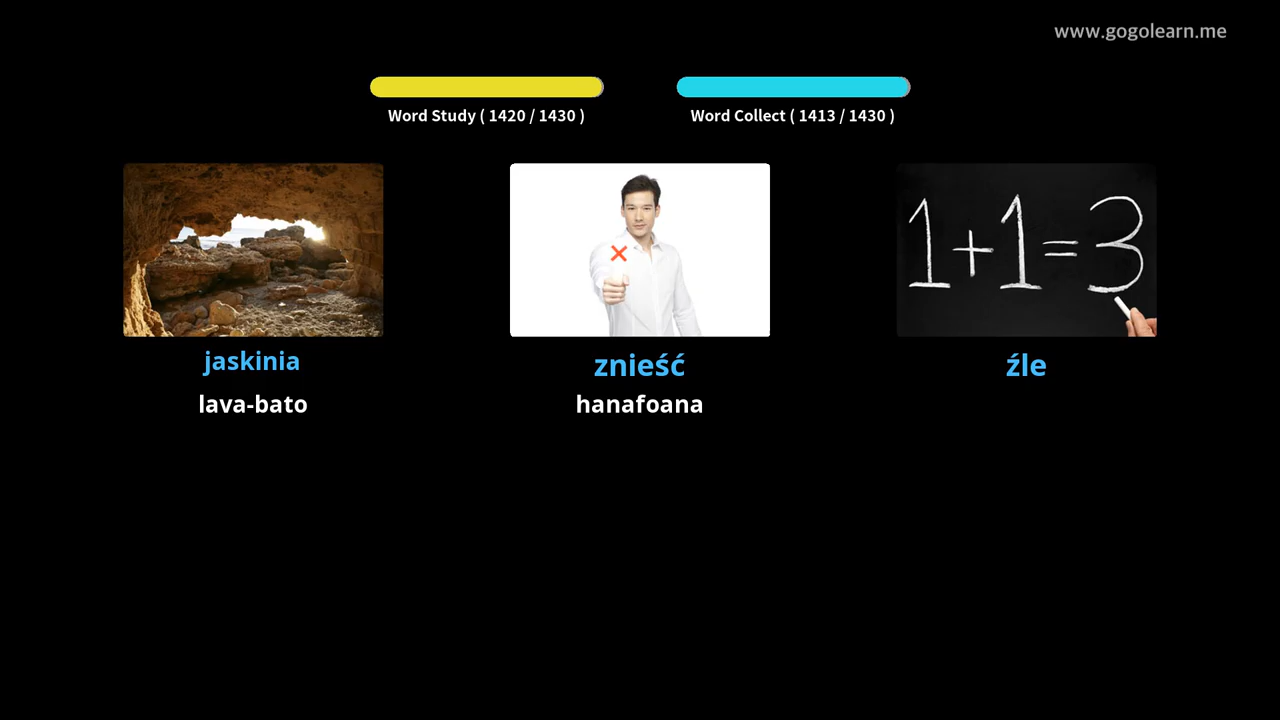 www.gogolearn.me
Word Study ( 1420 / 1430 )
Word Collect ( 1413 / 1430 )
1+1=3
jaskinia
znieść
źle
lava-bato
hanafoana